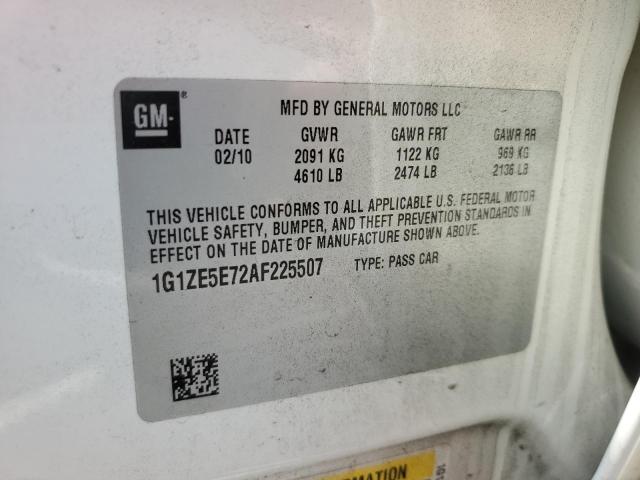 GM ®
MFD BY GENERAL MOTORS LLC
DATE GVWR GAWR FRT GAWR RR
02/10 2091 KG 1122 KG 969 KG
4610 LB 2474 LB 2136 LB
THIS VEHICLE CONFORMS TO ALL APPLICABLE U.S. FEDERAL MOTOR
VEHICLE SAFETY, BUMPER, AND THEFT PREVENTION STANDARDS IN
EFFECT ON THE DATE OF MANUFACTURE SHOWN ABOVE.
1G1ZE5E72AF225507 TYPE: PASS CAR